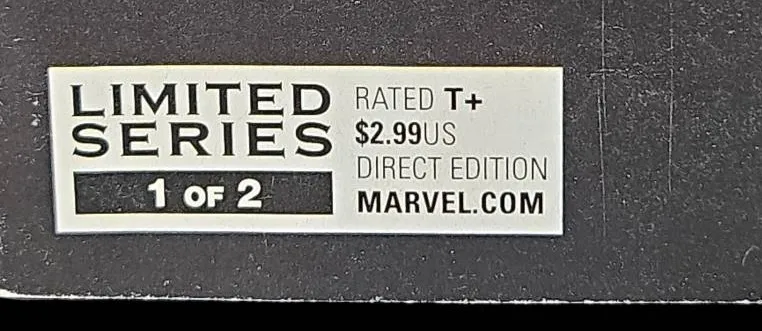 LIMITED
SERIES
1 OF 2
RATED T+
$2.99US
DIRECT EDITION
MARVEL.COM